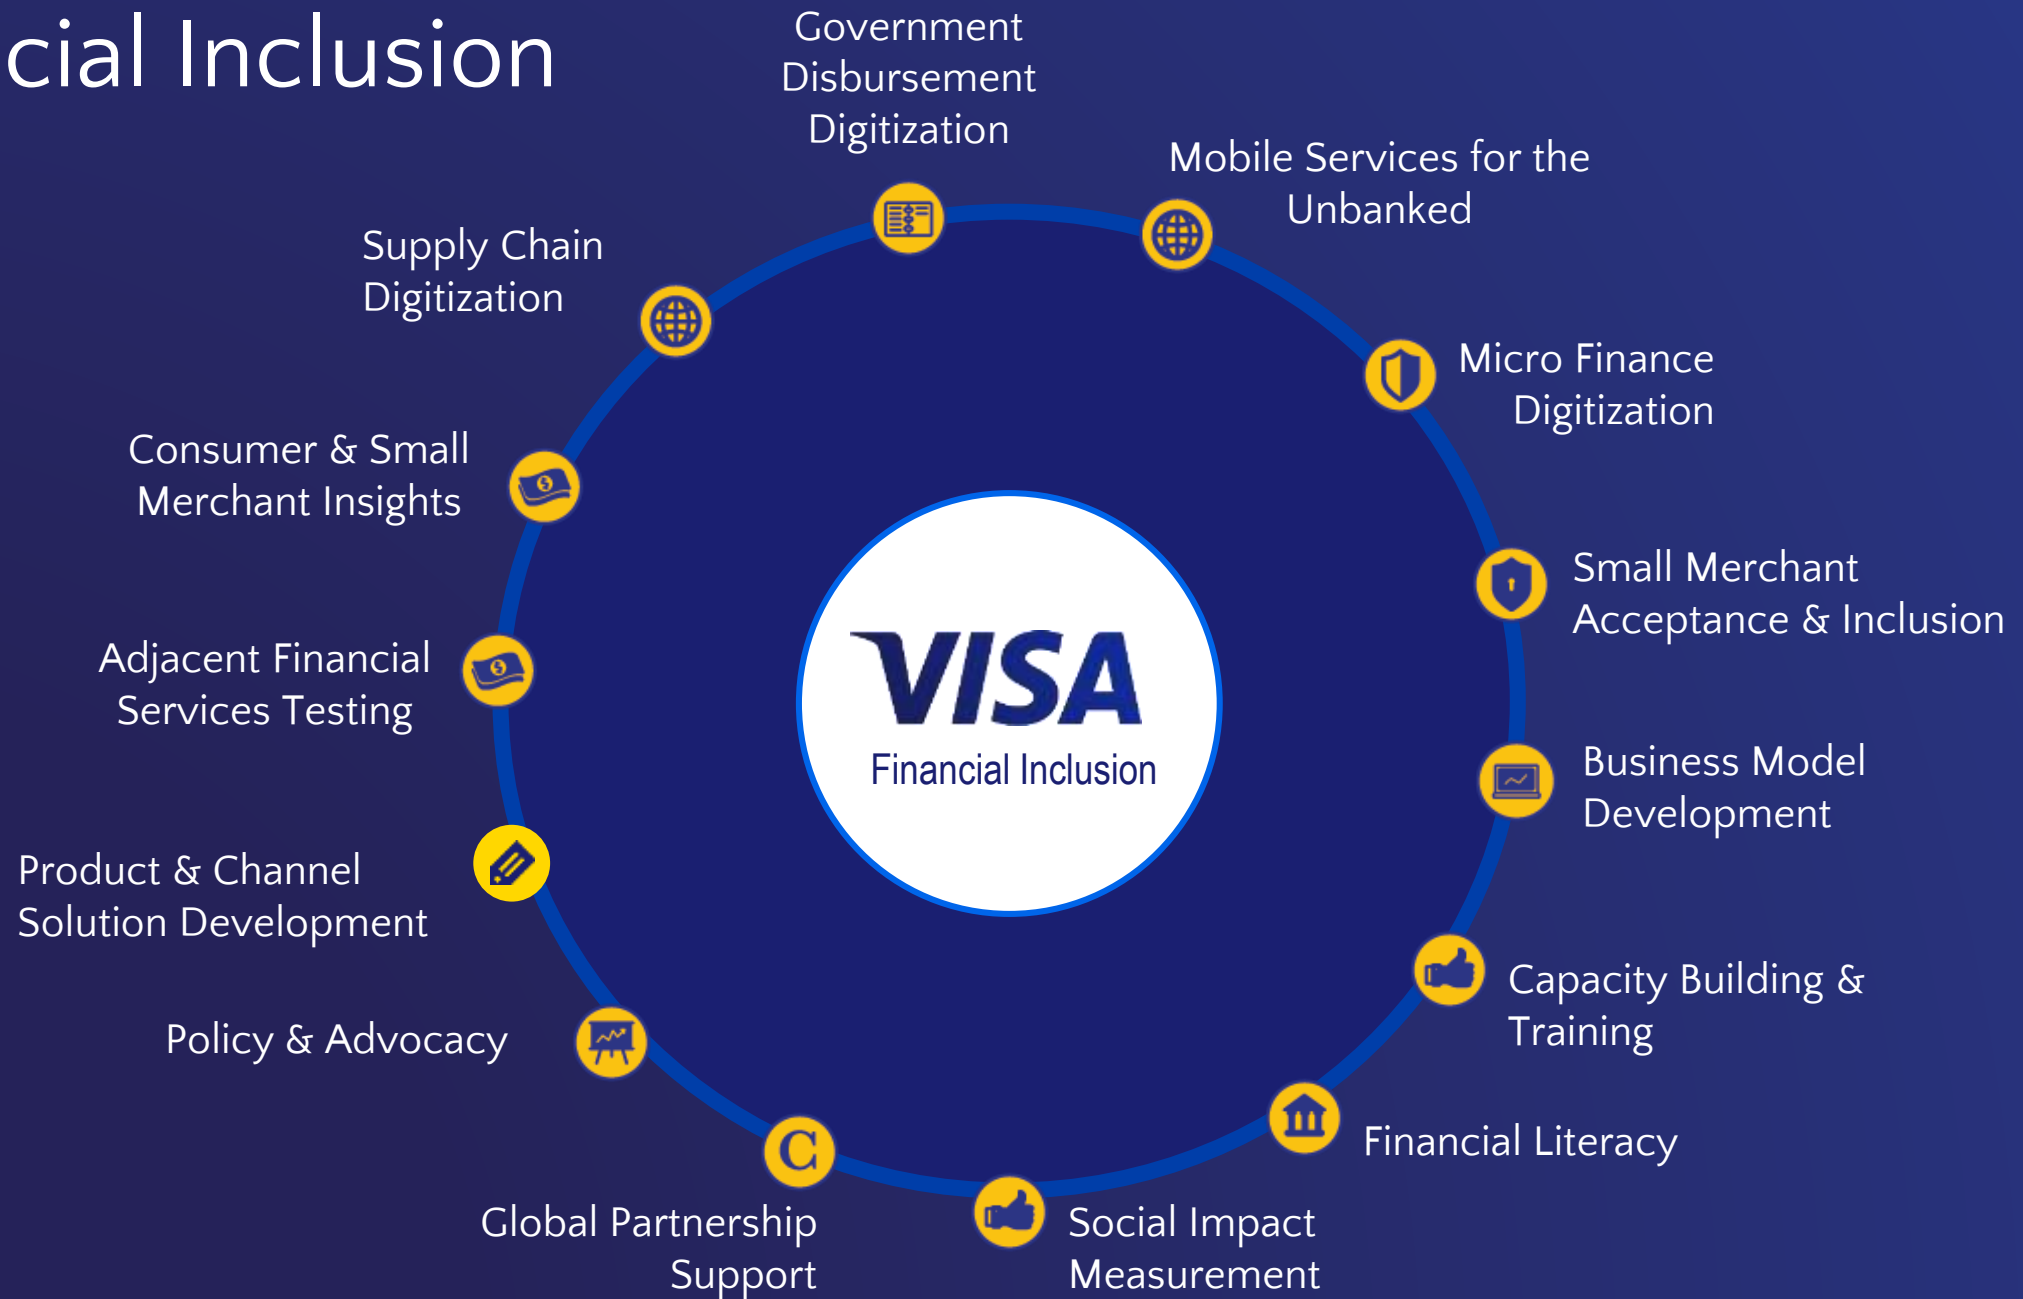 cial Inclusion
Government
Disbursement
Digitization
Mobile Services for the
Unbanked
Supply Chain
Digitization
Micro Finance
Digitization
Consumer & Small
Merchant Insights
Small Merchant
Acceptance & Inclusion
Adjacent Financial
Services Testing
VISA
Financial Inclusion
Business Model
Development
Product & Channel
Solution Development
Capacity Building &
Training
Policy & Advocacy
Financial Literacy
C
Global Partnership
Support
Social Impact
Measurement